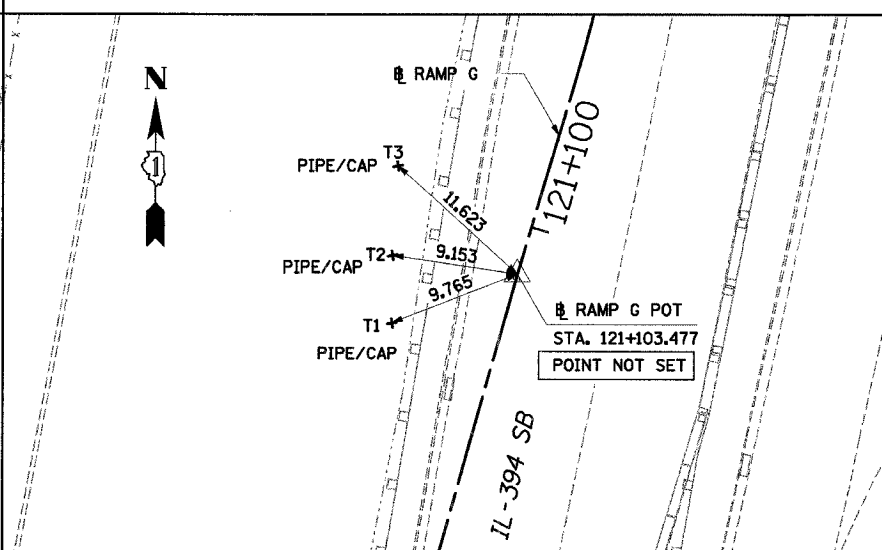 N
1
℄ RAMP G
T3
PIPE/CAP
121+100
11.623
T2
PIPE/CAP
9.153
9.765
T1
PIPE/CAP
℄ RAMP G POT
STA. 121+103.477
POINT NOT SET
IL-394 SB
x
x